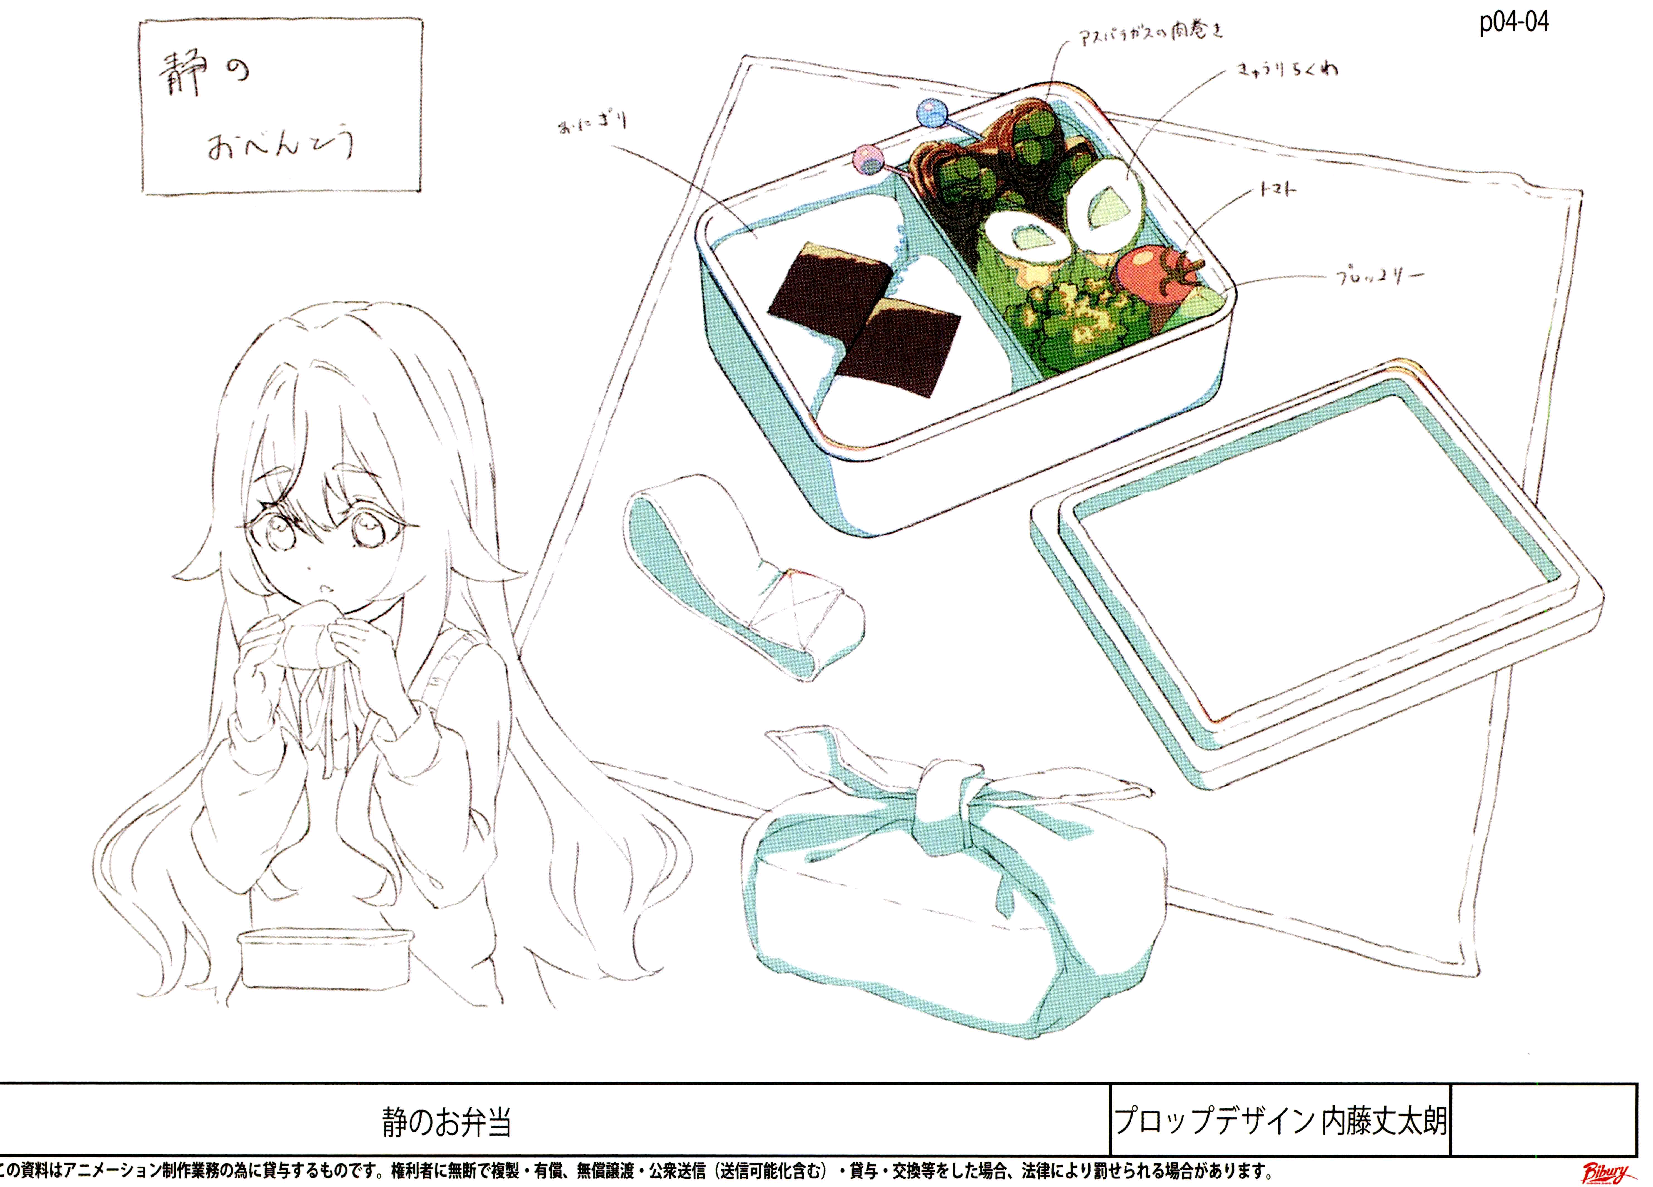 p04-04
静の
おべんとう
アスパラガスの肉巻き
きゅうりちくわ
おにぎり
トマト
ブロッコリー
静のお弁当
プロップデザイン 内藤丈太朗
この資料はアニメーション制作業務の為に貸与するものです。権利者に無断で複製・有償、無償譲渡・公衆送信（送信可能化含む）・貸与・交換等をした場合、法律により罰せられる場合があります。
Bibury